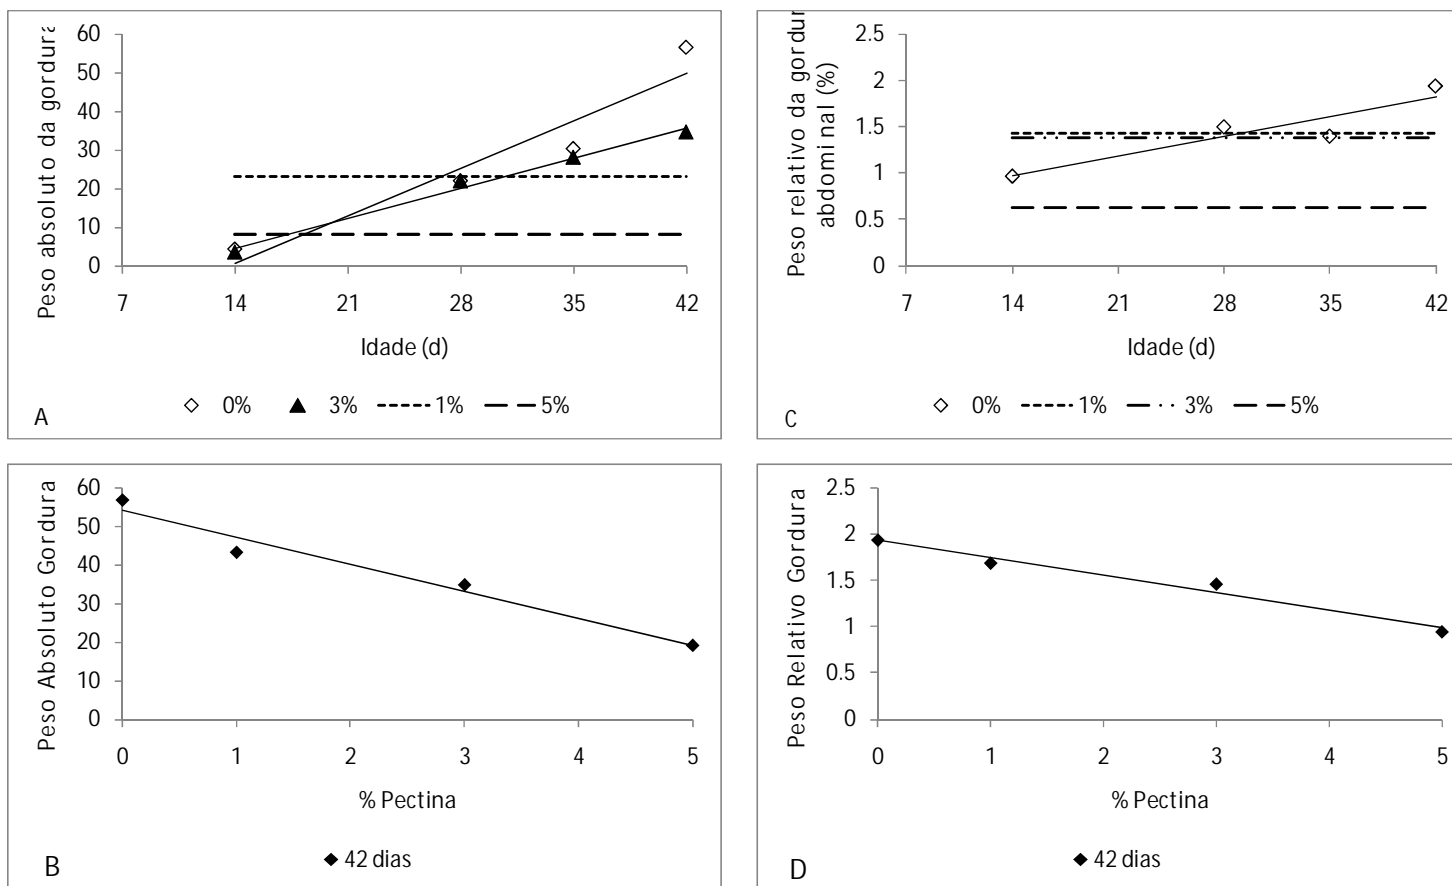 Peso absoluto da gordura
60
50
40
30
20
10
0
7 14 21 28 35 42
Idade (d)
0% 3% 1% 5%
A
Peso relativo da gordura
abdominal (%)
2.5
2
1.5
1
0.5
0
7 14 21 28 35 42
Idade (d)
0% 1% 3% 5%
C
Peso Absoluto Gordura
60
50
40
30
20
10
0
0 1 2 3 4 5
% Pectina
42 dias
B
Peso Relativo Gordura
2.5
2
1.5
1
0.5
0
0 1 2 3 4 5
% Pectina
42 dias
D